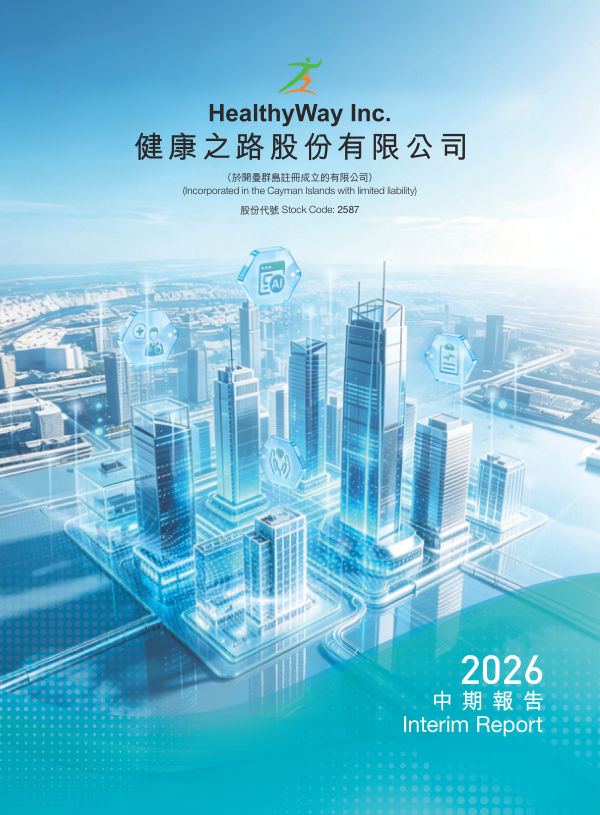 HealthyWay Inc.
健康之路股份有限公司
（於開曼群島註冊成立的有限公司）
(Incorporated in the Cayman Islands with limited liability)
股份代號 Stock Code: 2587
AI
2026
中期報告
Interim Report